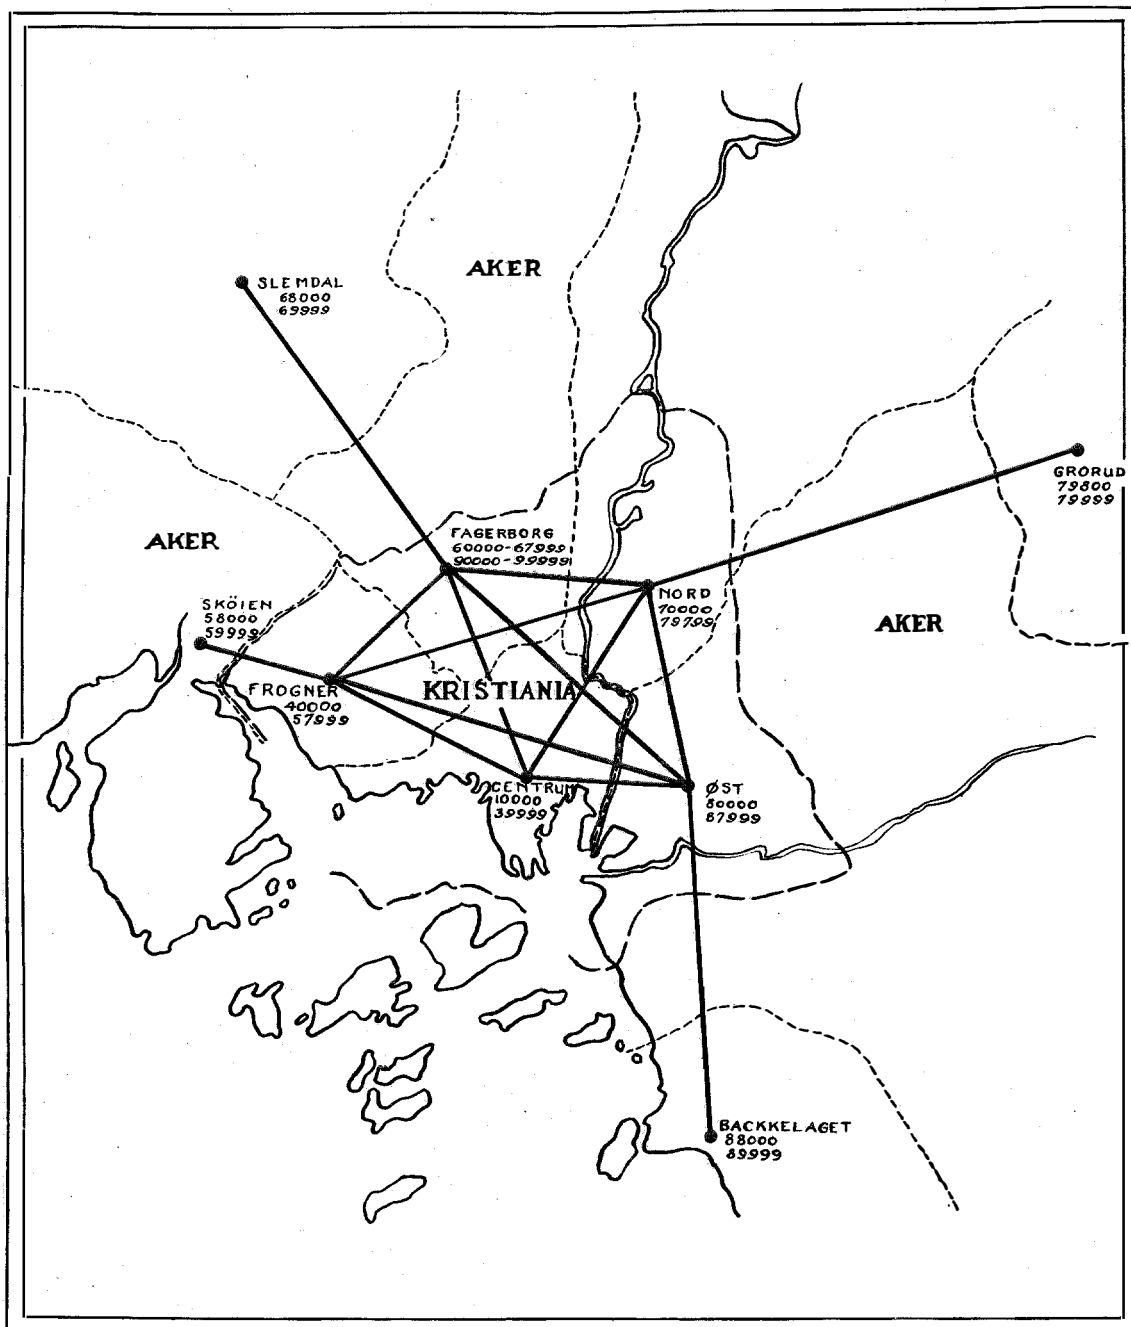 AKER
SLEMDAL
68000
69999
GRORUD
79800
79999
AKER
FAGERBORG
60000-67999
90000-99999
NORD
70000
79799
SKÖIEN
58000
59999
AKER
FROGNER
40000
57999
KRISTIANIA
CENTRUM
10000
39999
ØST
80000
87999
BACKKELAGET
88000
89999